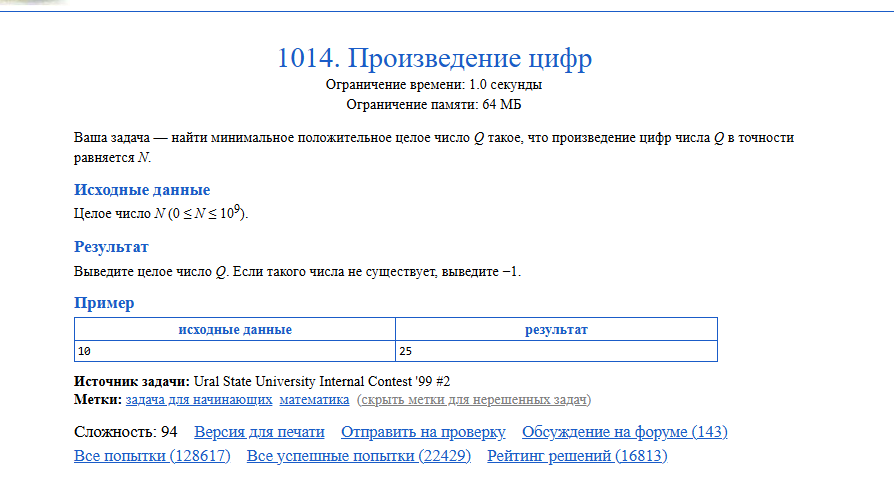 1014. Произведение цифр
Ограничение времени: 1.0 секунды
Ограничение памяти: 64 МБ
Ваша задача — найти минимальное положительное целое число Q такое, что произведение цифр числа Q в точности
равняется N.
Исходные данные
Целое число N (0 ≤ N ≤ 10⁹).
Результат
Выведите целое число Q. Если такого числа не существует, выведите −1.
Пример
исходные данные результат
10 25
Источник задачи: Ural State University Internal Contest '99 #2
Метки: задача для начинающих математика (скрыть метки для нерешенных задач)
Сложность: 94 Версия для печати Отправить на проверку Обсуждение на форуме (143)
Все попытки (128617) Все успешные попытки (22429) Рейтинг решений (16813)